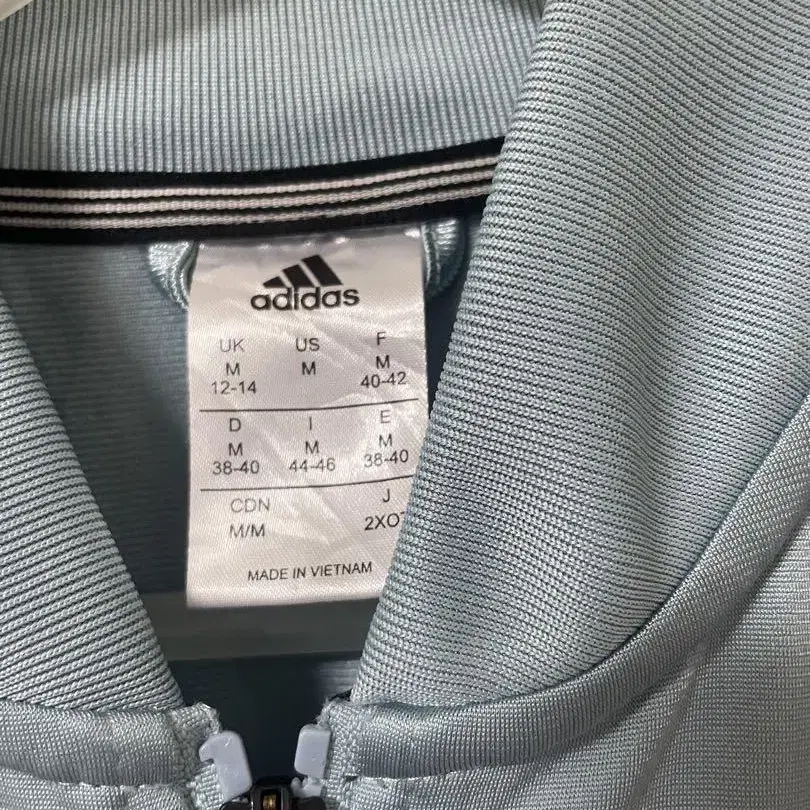 adidas
UK US F
M M M
12-14 40-42
D I E
M M M
38-40 44-46 38-40
CDN J
M/M 2XOT
MADE IN VIETNAM